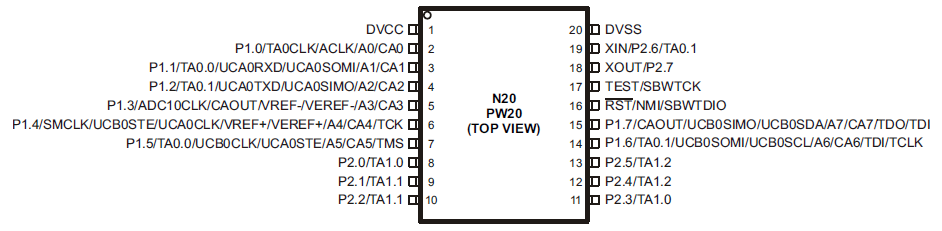 DVCC 1 20 DVSS
P1.0/TA0CLK/ACLK/A0/CA0 2 19 XIN/P2.6/TA0.1
P1.1/TA0.0/UCA0RXD/UCA0SOMI/A1/CA1 3 18 XOUT/P2.7
P1.2/TA0.1/UCA0TXD/UCA0SIMO/A2/CA2 4 17 TEST/SBWTCK
P1.3/ADC10CLK/CAOUT/VREF-/VEREF-/A3/CA3 5 N20 16 RST/NMI/SBWTDIO
PW20
P1.4/SMCLK/UCB0STE/UCA0CLK/VREF+/VEREF+/A4/CA4/TCK 6 (TOP VIEW) 15 P1.7/CAOUT/UCB0SIMO/UCB0SDA/A7/CA7/TDO/TDI
P1.5/TA0.0/UCB0CLK/UCA0STE/A5/CA5/TMS 7 14 P1.6/TA0.1/UCB0SOMI/UCB0SCL/A6/CA6/TDI/TCLK
P2.0/TA1.0 8 13 P2.5/TA1.2
P2.1/TA1.1 9 12 P2.4/TA1.2
P2.2/TA1.1 10 11 P2.3/TA1.0